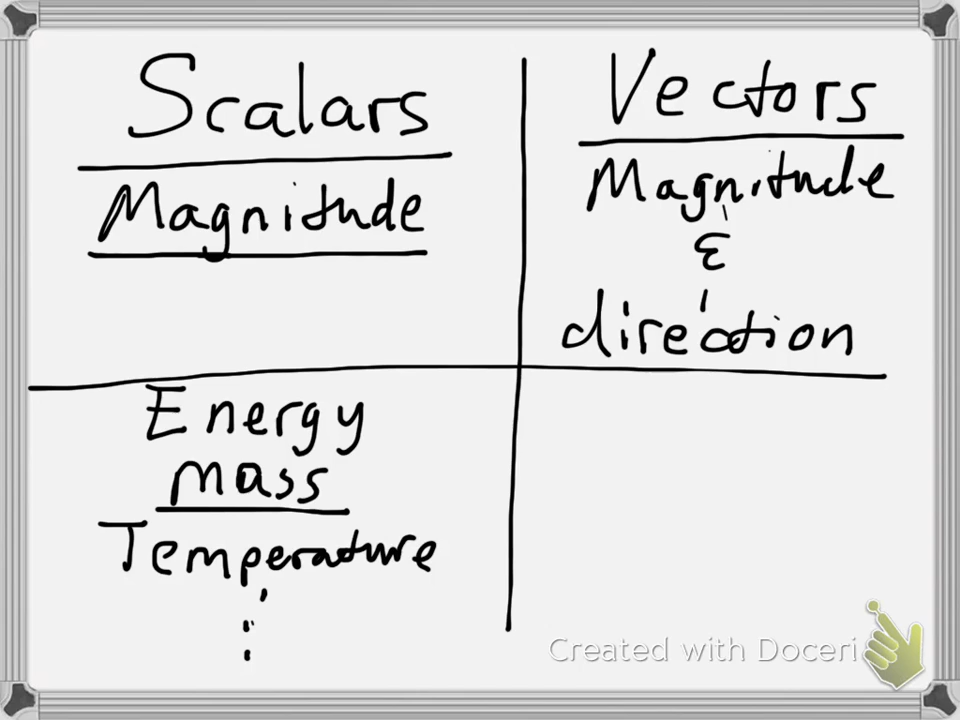 Scalars
Magnitude
Vectors
Magnitude
&
direction
Energy
mass
Temperature
Created with Doceri